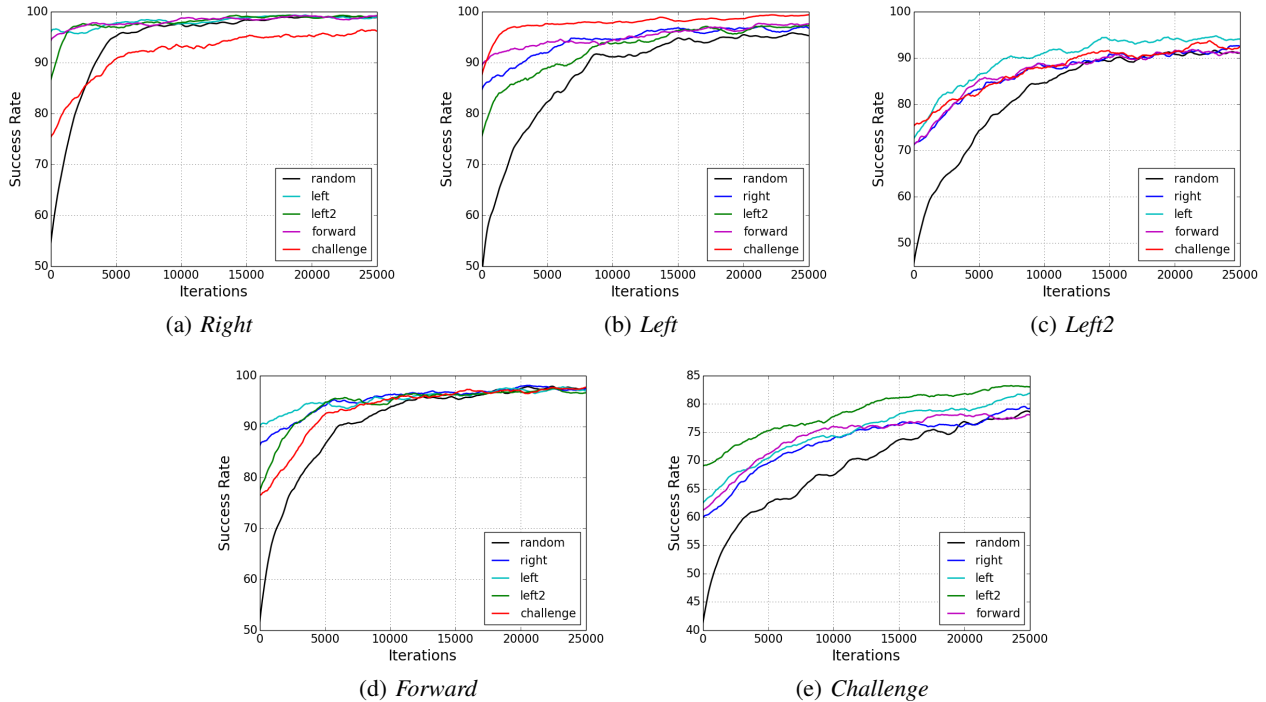 100
90
80
70
60
50
Success Rate
random
left
left2
forward
challenge
0 5000 10000 15000 20000 25000
Iterations
(a) Right
100
90
80
70
60
50
Success Rate
random
right
left2
forward
challenge
0 5000 10000 15000 20000 25000
Iterations
(b) Left
100
90
80
70
60
50
Success Rate
random
right
left
forward
challenge
0 5000 10000 15000 20000 25000
Iterations
(c) Left2
100
90
80
70
60
50
Success Rate
random
right
left
left2
challenge
0 5000 10000 15000 20000 25000
Iterations
(d) Forward
85
80
75
70
65
60
55
50
45
40
Success Rate
random
right
left
left2
forward
0 5000 10000 15000 20000 25000
Iterations
(e) Challenge